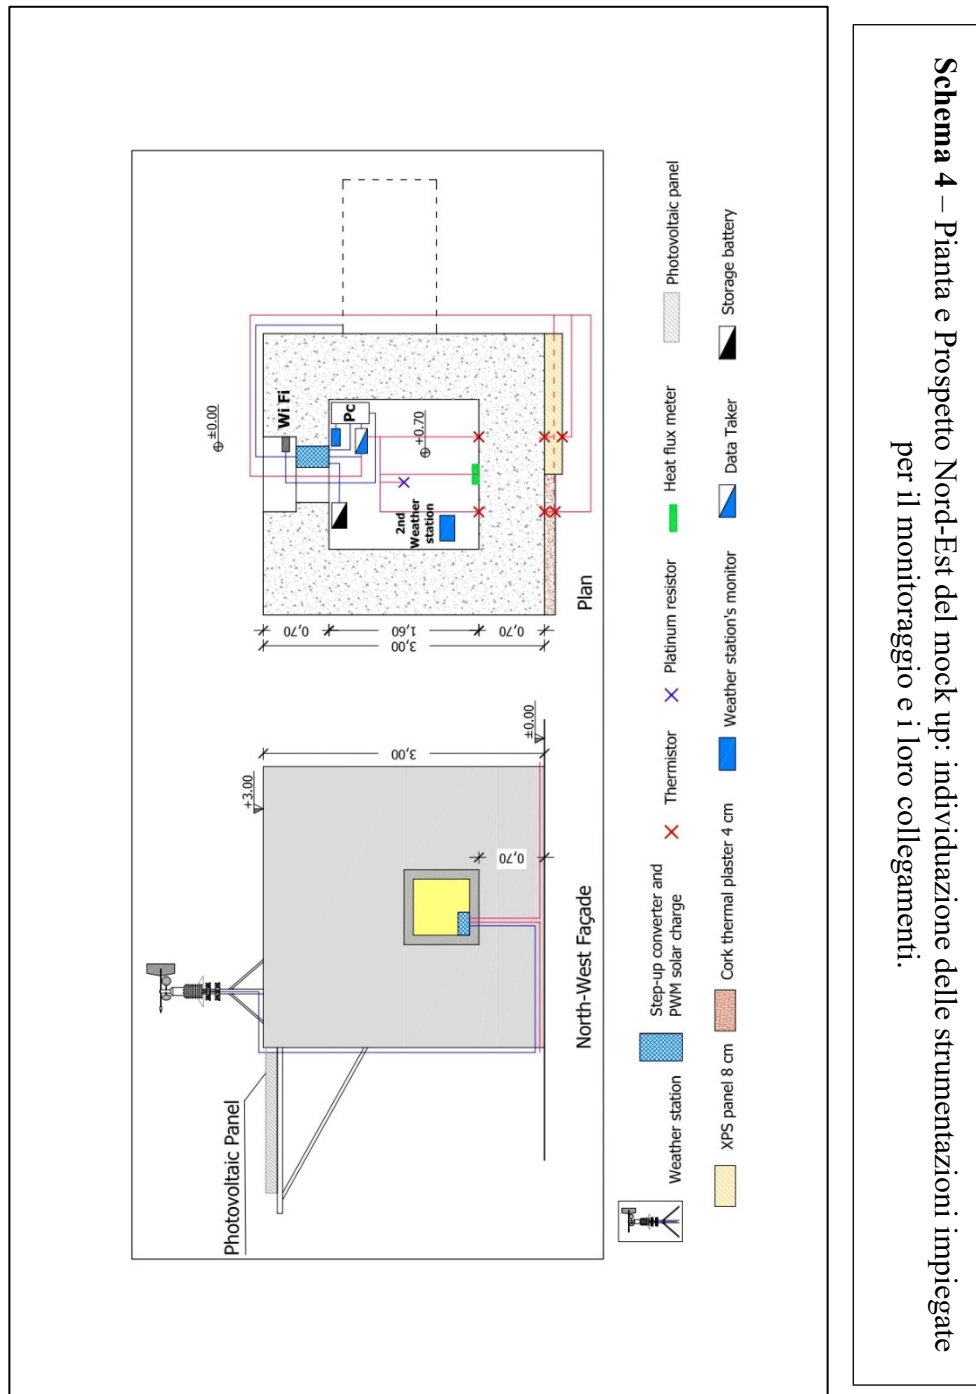 Schema 4 – Pianta e Prospetto Nord-Est del mock up: individuazione delle strumentazioni impiegate
per il monitoraggio e i loro collegamenti.
Photovoltaic Panel
+3.00
3,00
0,70
±0.00
North-West Façade
±0.00
Wi Fi
Pc
+0.70
2nd
Weather
station
0,70
1,60
0,70
3,00
Plan
Weather station
Step-up converter and
PWM solar charge
Thermistor
Platinum resistor
Heat flux meter
Photovoltaic panel
XPS panel 8 cm
Cork thermal plaster 4 cm
Weather station's monitor
Data Taker
Storage battery